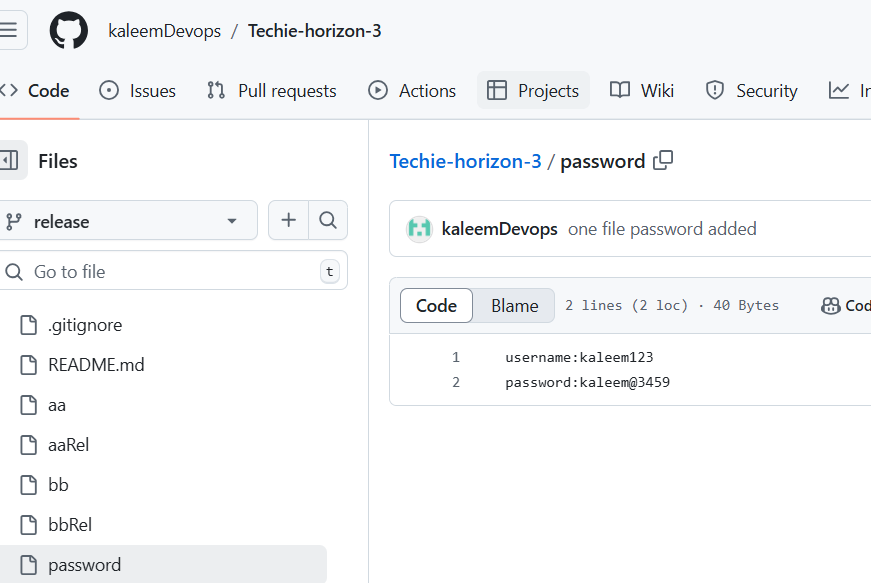 kaleemDevops / Techie-horizon-3
Code Issues Pull requests Actions Projects Wiki Security In
Files
release
Go to file t
.gitignore
README.md
aa
aaRel
bb
bbRel
password
Techie-horizon-3 / password
kaleemDevops one file password added
Code Blame 2 lines (2 loc) · 40 Bytes Cod
1 username:kaleem123
2 password:kaleem@3459